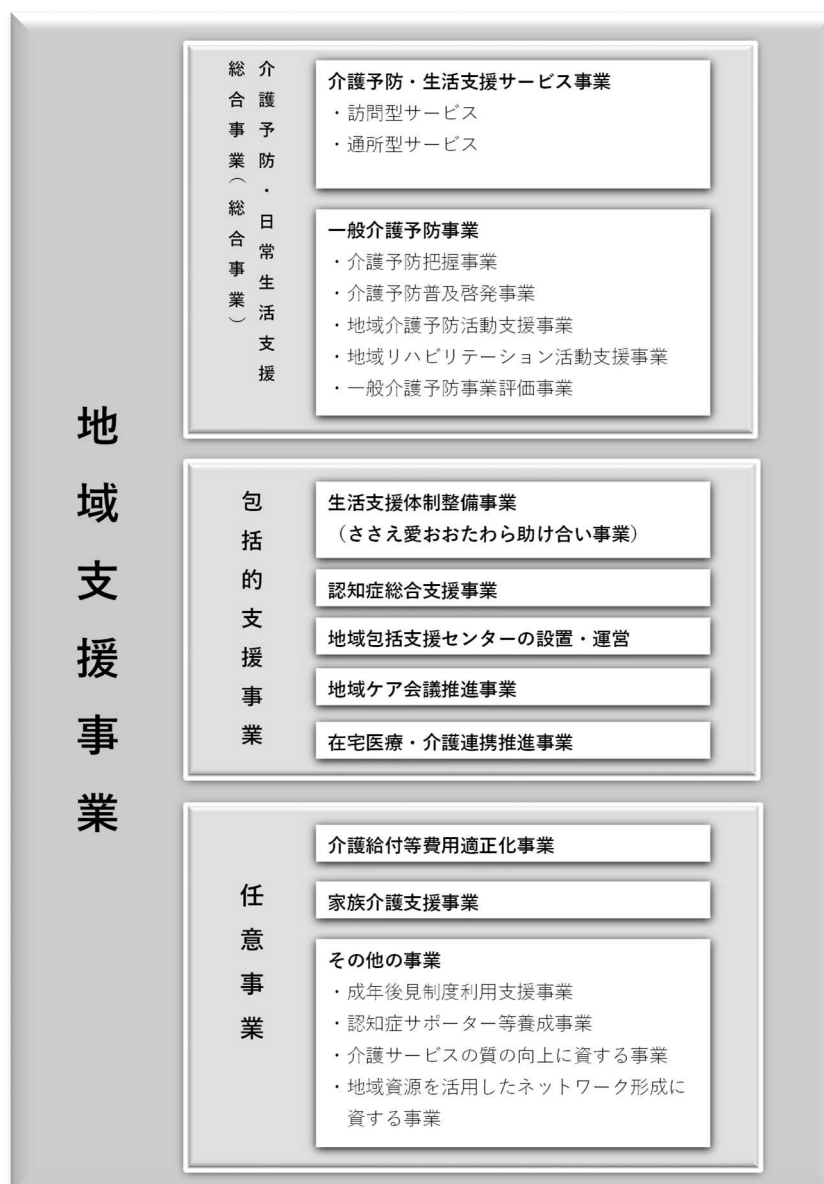 地域支援事業
介護予防・日常生活支援
総合事業（総合事業）
介護予防・生活支援サービス事業
・訪問型サービス
・通所型サービス
一般介護予防事業
・介護予防把握事業
・介護予防普及啓発事業
・地域介護予防活動支援事業
・地域リハビリテーション活動支援事業
・一般介護予防事業評価事業
包括的支援事業
生活支援体制整備事業
（ささえ愛おおたわら助け合い事業）
認知症総合支援事業
地域包括支援センターの設置・運営
地域ケア会議推進事業
在宅医療・介護連携推進事業
任意事業
介護給付等費用適正化事業
家族介護支援事業
その他の事業
・成年後見制度利用支援事業
・認知症サポーター等養成事業
・介護サービスの質の向上に資する事業
・地域資源を活用したネットワーク形成に
資する事業